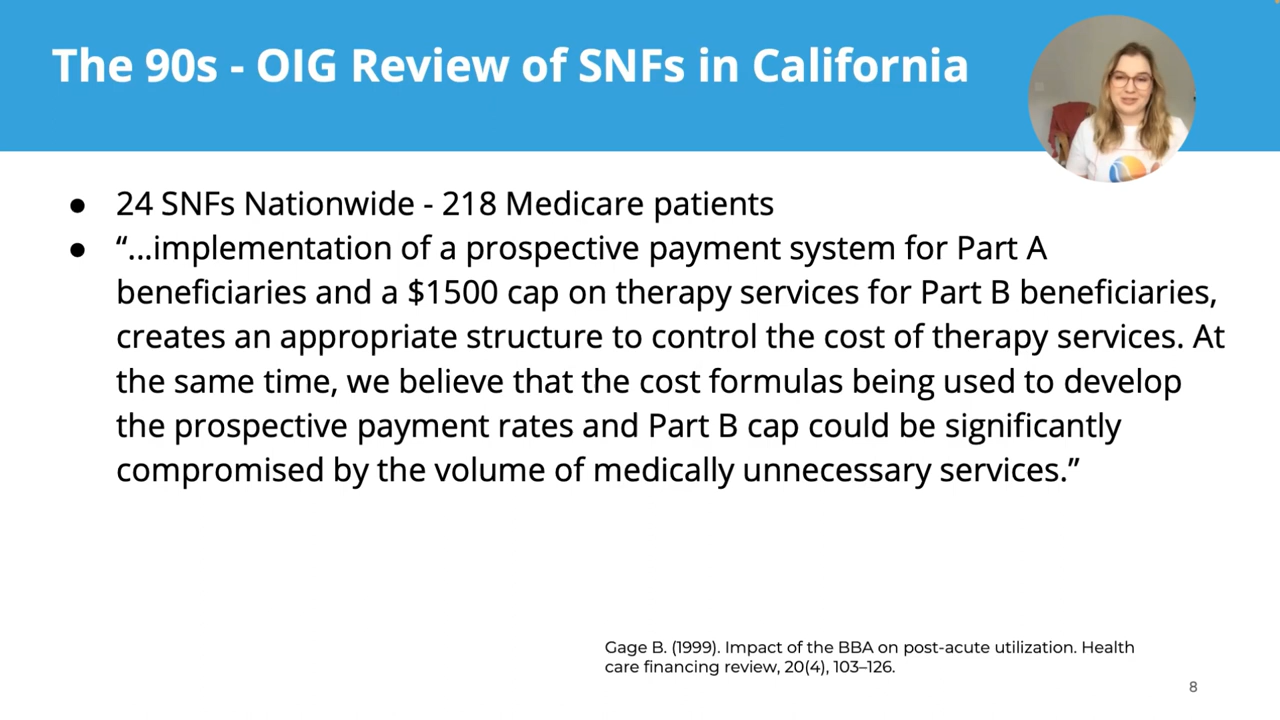 The 90s - OIG Review of SNFs in California
● 24 SNFs Nationwide - 218 Medicare patients
● “...implementation of a prospective payment system for Part A
beneficiaries and a $1500 cap on therapy services for Part B beneficiaries,
creates an appropriate structure to control the cost of therapy services. At
the same time, we believe that the cost formulas being used to develop
the prospective payment rates and Part B cap could be significantly
compromised by the volume of medically unnecessary services.”
Gage B. (1999). Impact of the BBA on post-acute utilization. Health
care financing review, 20(4), 103–126.
8